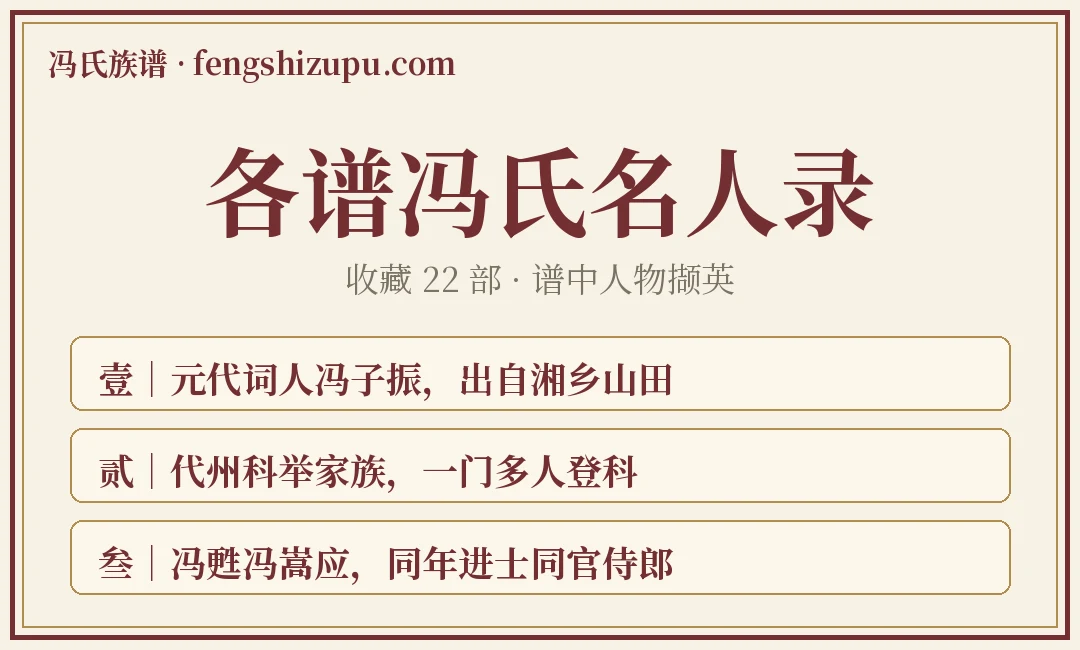 冯氏族谱 · fengshizupu.com
各谱冯氏名人录
收藏 22 部 · 谱中人物撷英
壹｜元代词人冯子振，出自湘乡山田
贰｜代州科举家族，一门多人登科
叁｜冯甦冯嵩应，同年进士同官侍郎